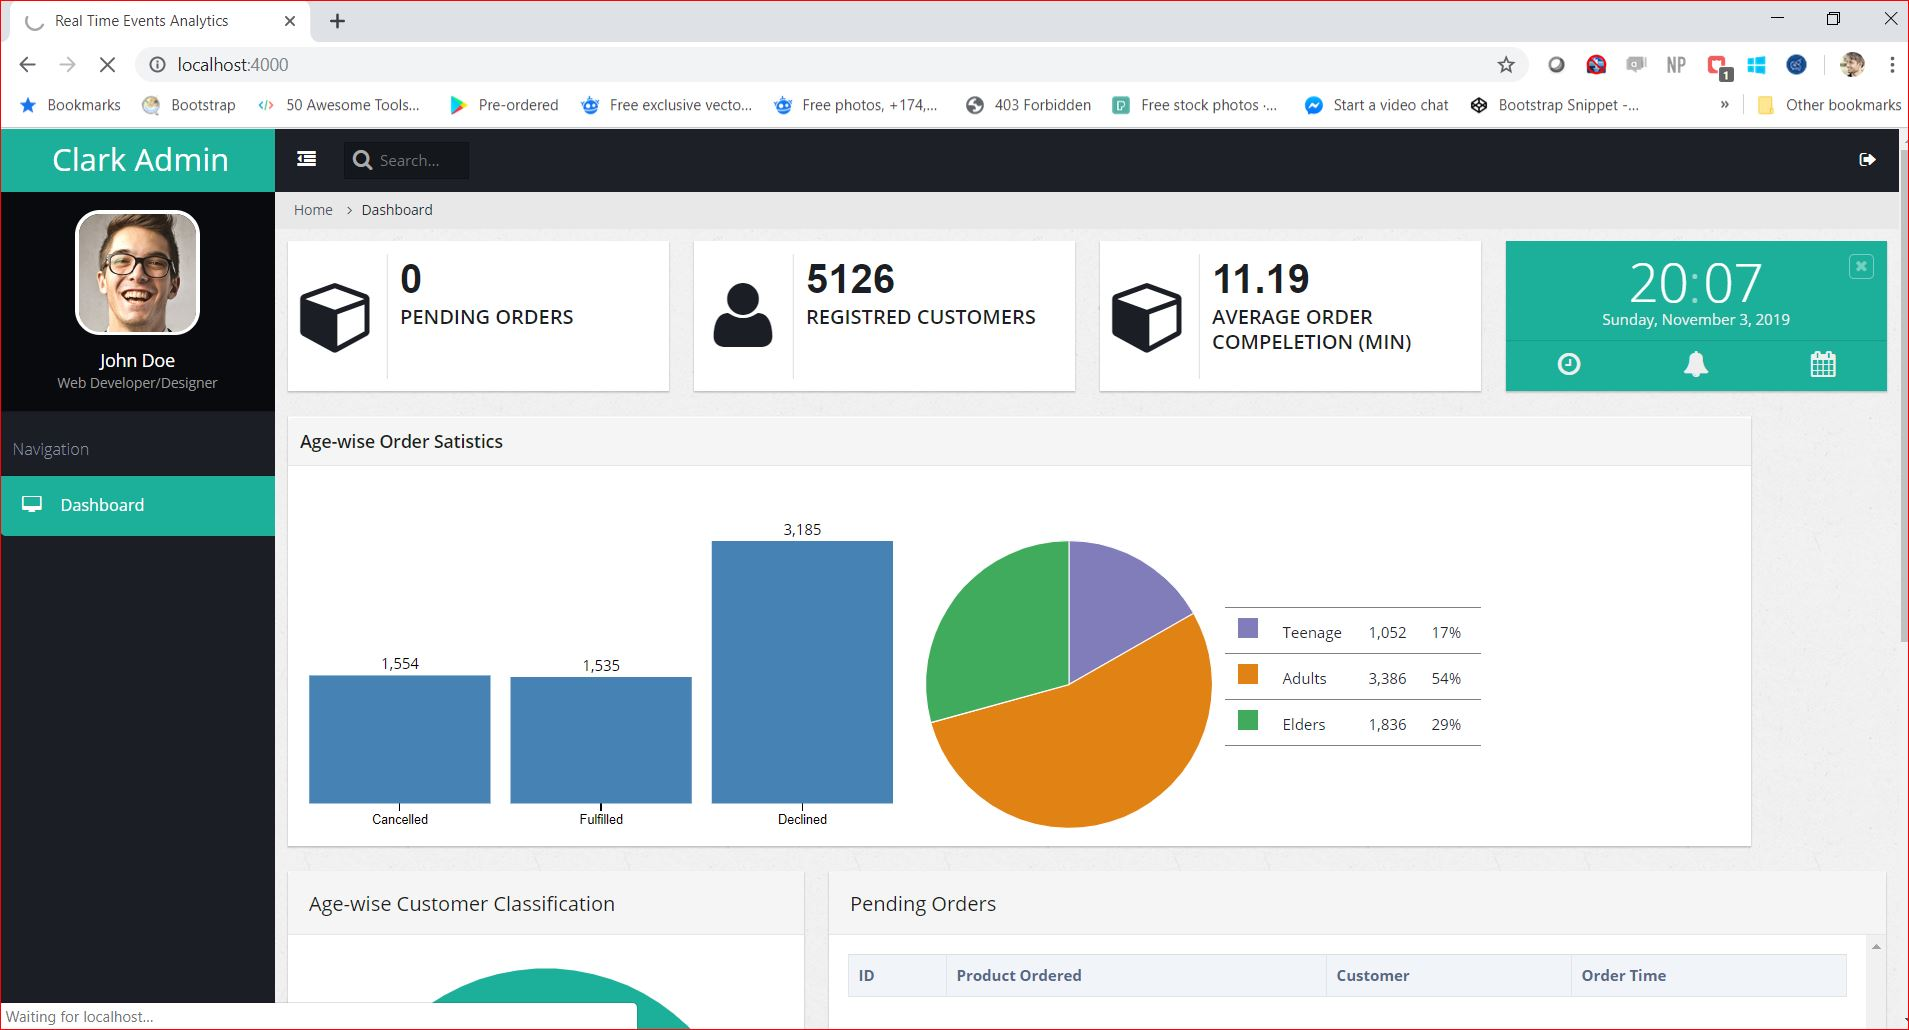 Real Time Events Analytics
localhost:4000
NP
1
Bookmarks
Bootstrap
50 Awesome Tools...
Pre-ordered
Free exclusive vecto...
Free photos, +174,...
403 Forbidden
Free stock photos ·...
Start a video chat
Bootstrap Snippet -...
»
Other bookmarks
Clark Admin
Search...
John Doe
Web Developer/Designer
Navigation
Dashboard
Home > Dashboard
0
PENDING ORDERS
5126
REGISTRED CUSTOMERS
11.19
AVERAGE ORDER
COMPELETION (MIN)
20:07
Sunday, November 3, 2019
Age-wise Order Satistics
3,185
1,554
1,535
Cancelled
Fulfilled
Declined
Teenage 1,052 17%
Adults 3,386 54%
Elders 1,836 29%
Age-wise Customer Classification
Pending Orders
ID Product Ordered Customer Order Time
Waiting for localhost...